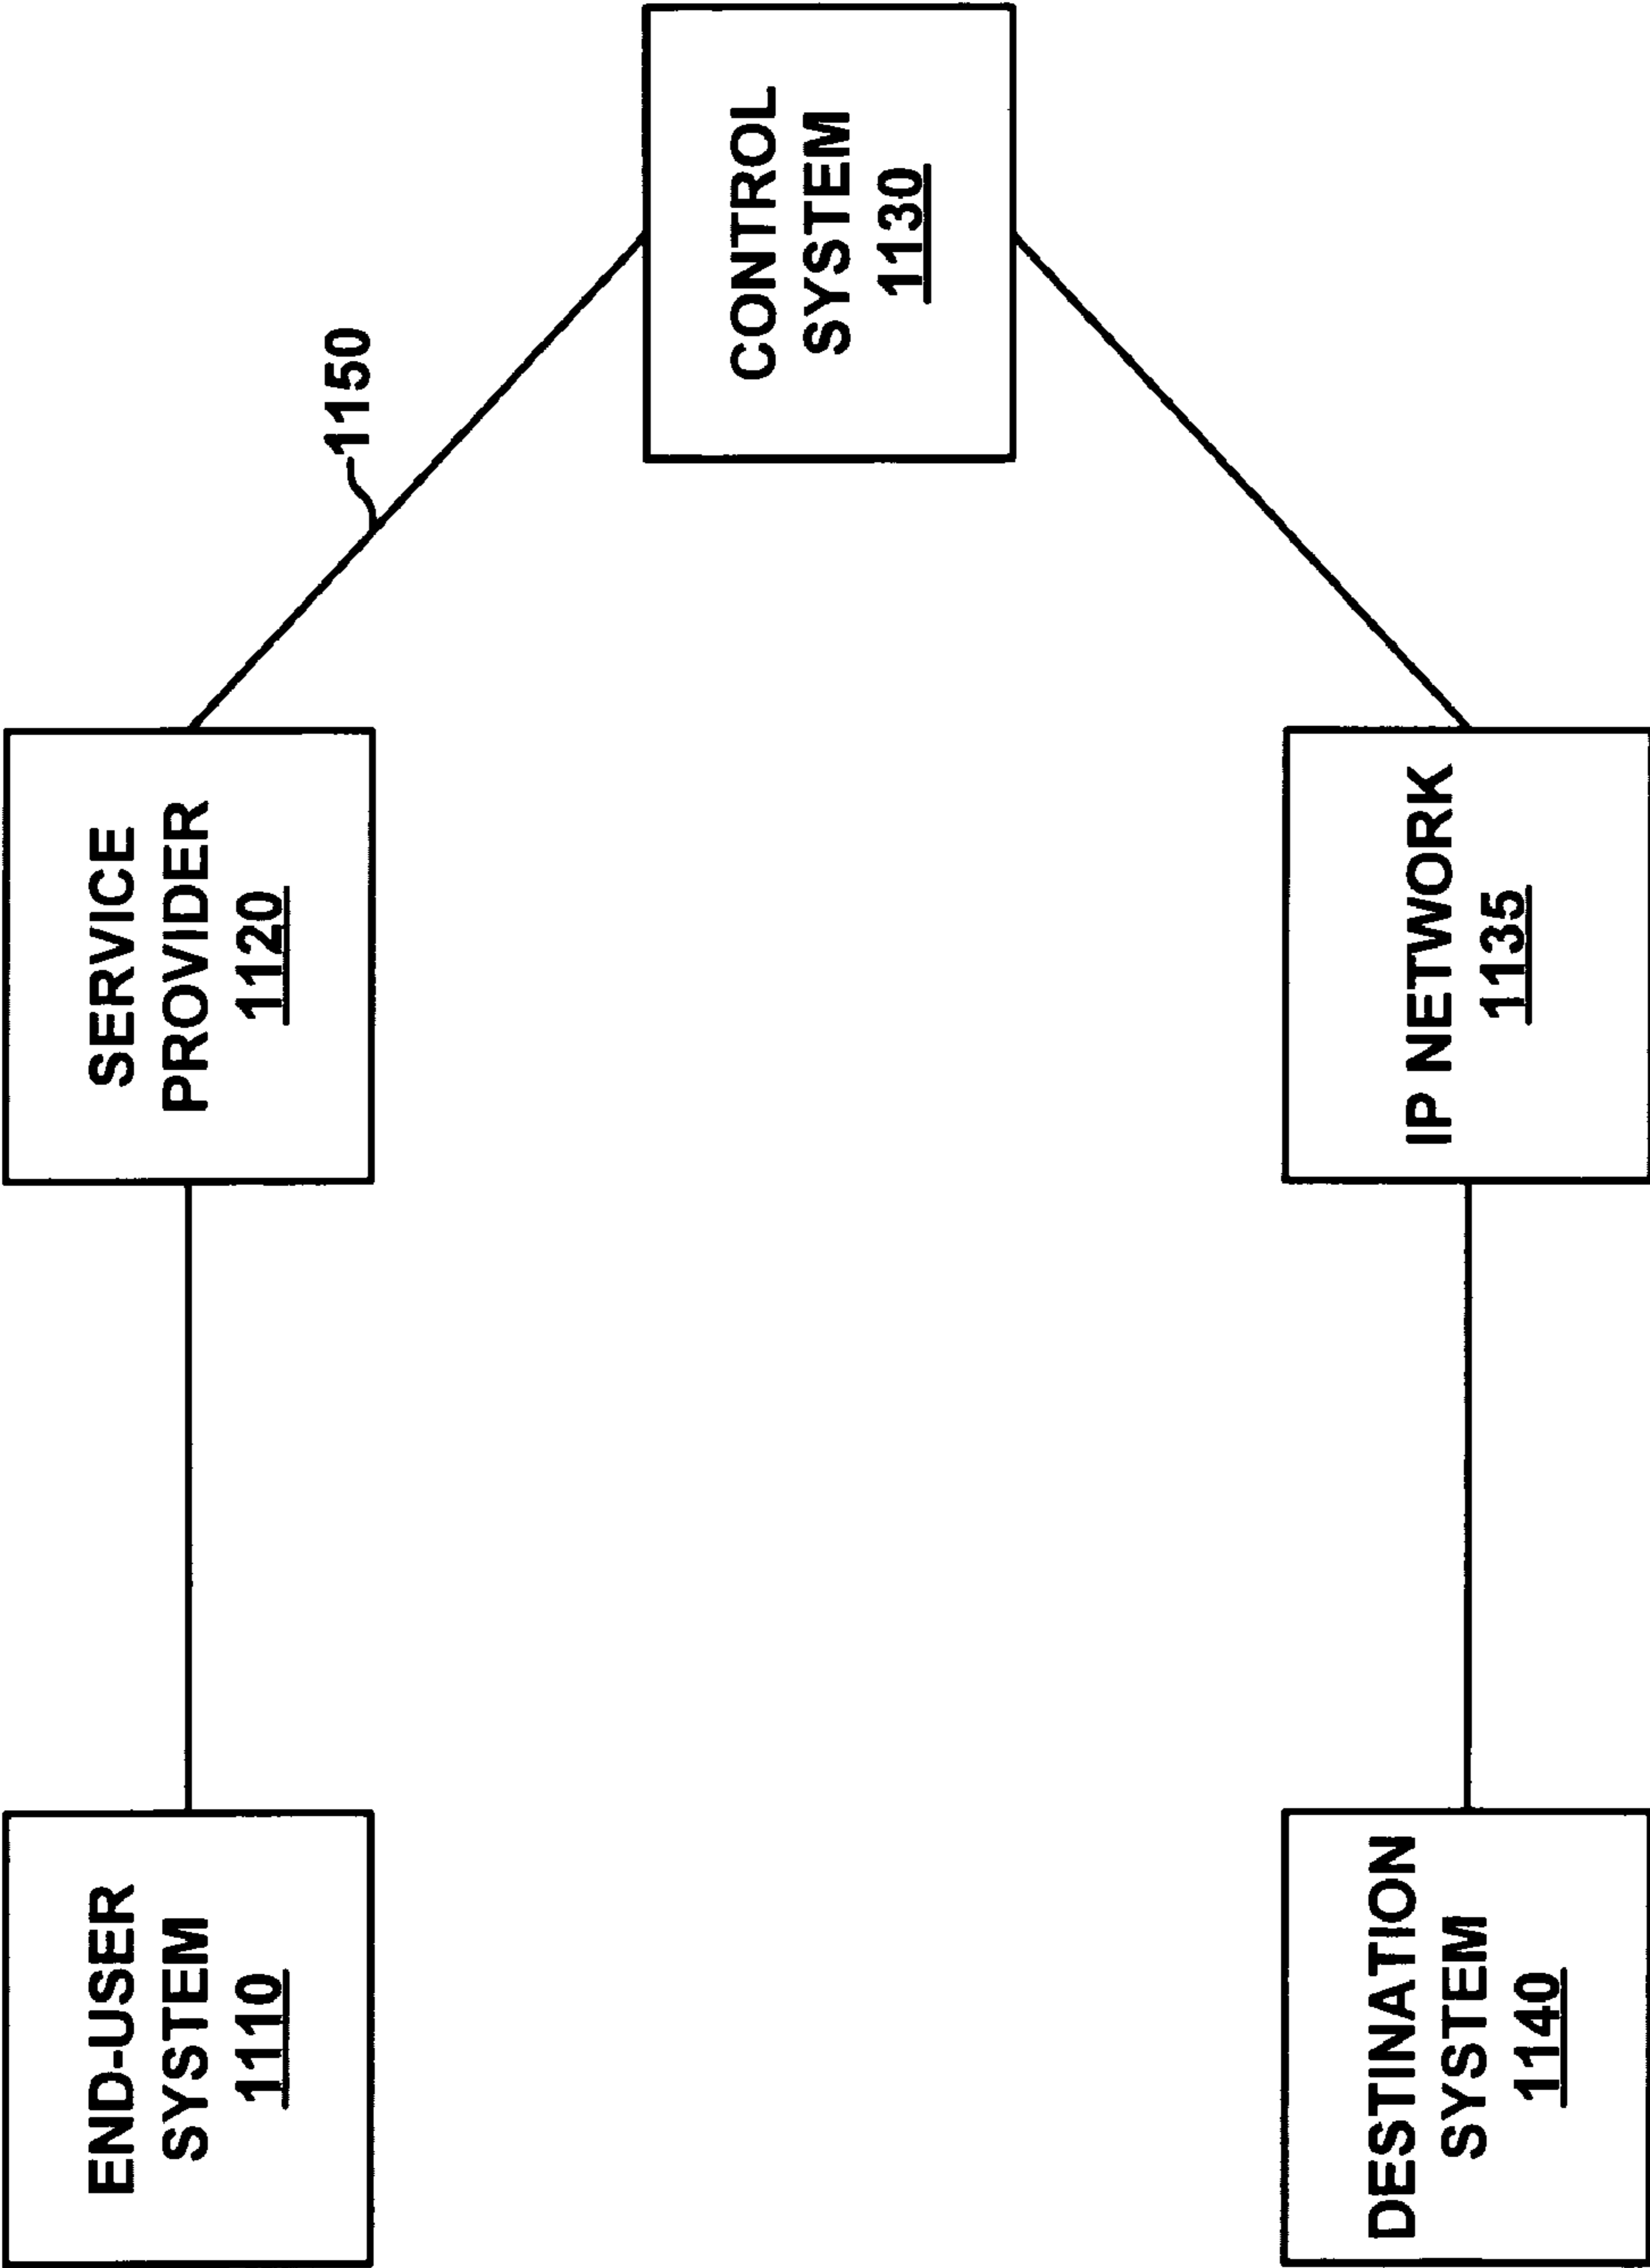 END-USER
SYSTEM
1110
SERVICE
PROVIDER
1120
1150
CONTROL
SYSTEM
1130
DESTINATION
SYSTEM
1140
IP NETWORK
1135